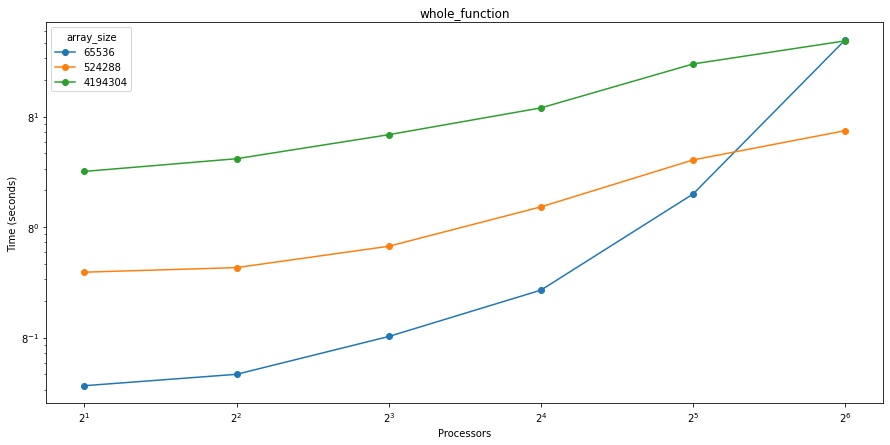 whole_function
array_size
65536
524288
4194304
Time (seconds)
8¹
8⁰
8⁻¹
2¹ 2² 2³ 2⁴ 2⁵ 2⁶
Processors